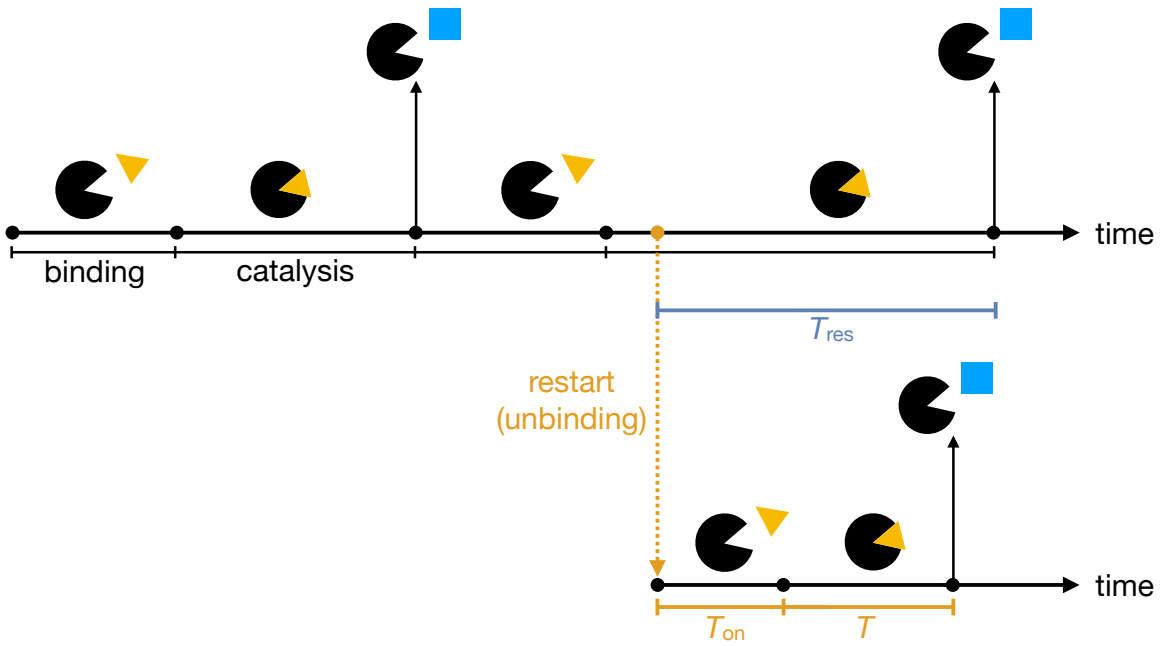 time
binding
catalysis
T_res
restart
(unbinding)
time
T_on
T